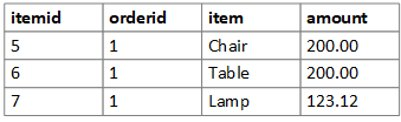 itemid orderid item amount
5 1 Chair 200.00
6 1 Table 200.00
7 1 Lamp 123.12